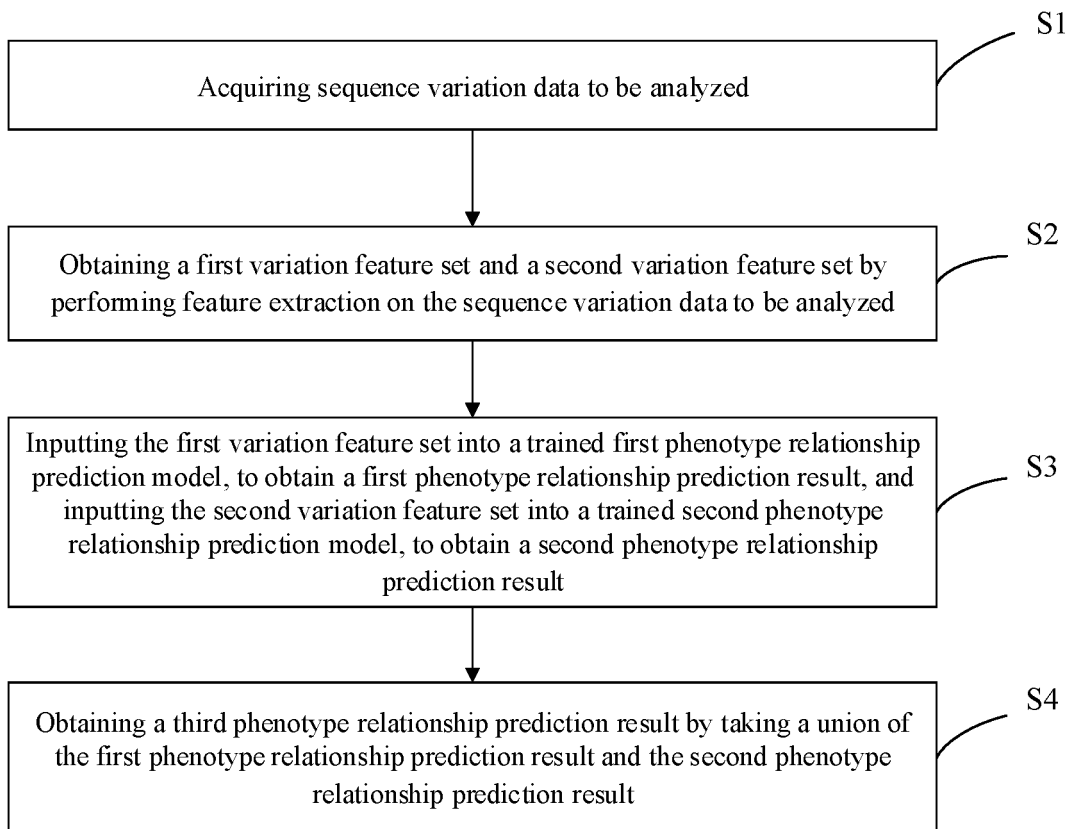 S1
Acquiring sequence variation data to be analyzed
S2
Obtaining a first variation feature set and a second variation feature set by
performing feature extraction on the sequence variation data to be analyzed
Inputting the first variation feature set into a trained first phenotype relationship
prediction model, to obtain a first phenotype relationship prediction result, and
inputting the second variation feature set into a trained second phenotype
relationship prediction model, to obtain a second phenotype relationship
prediction result
S3
S4
Obtaining a third phenotype relationship prediction result by taking a union of
the first phenotype relationship prediction result and the second phenotype
relationship prediction result